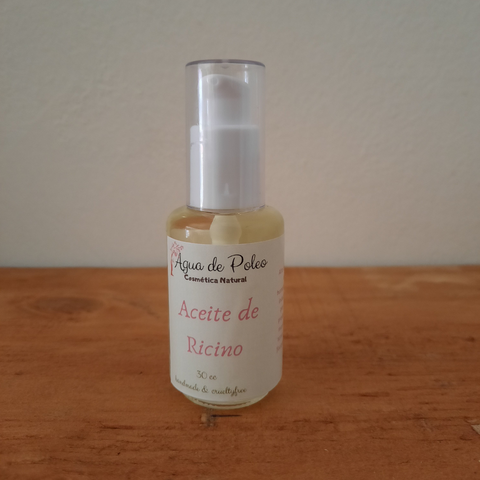 Agua de Poleo
Cosmética Natural
Aceite de
Ricino
30 cc
handmade & crueltyfree